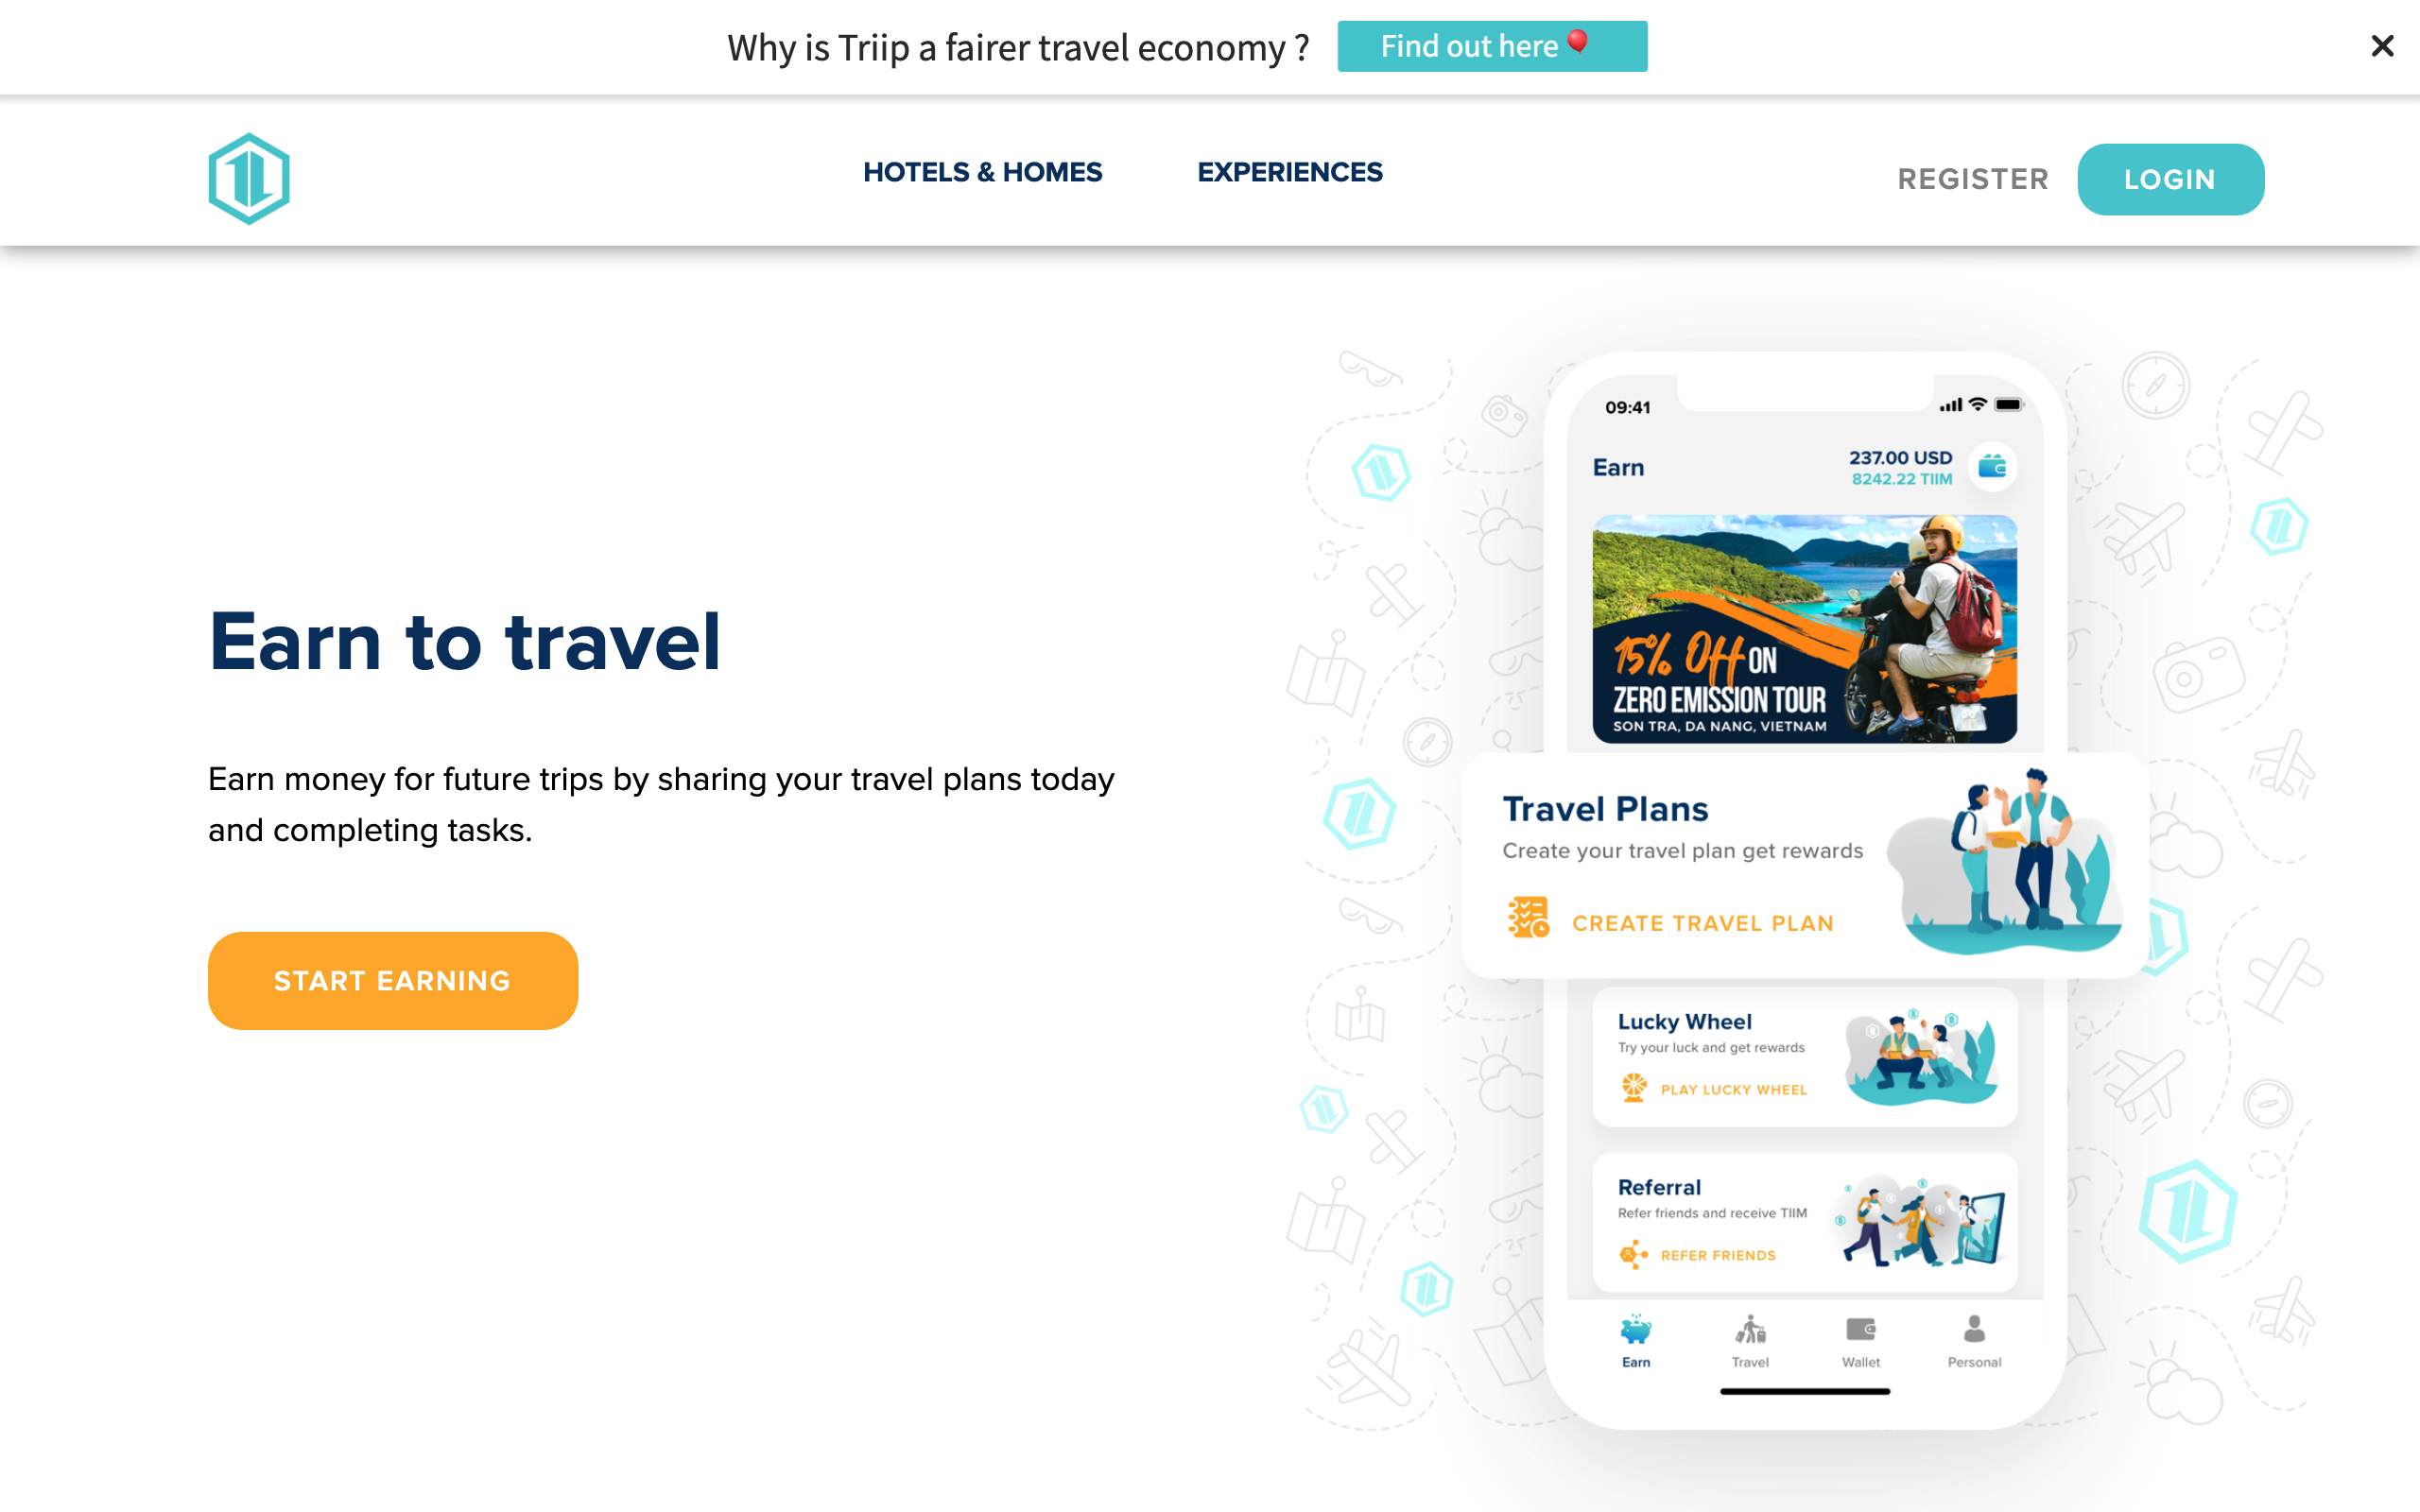 Why is Triip a fairer travel economy ?
Find out here
HOTELS & HOMES
EXPERIENCES
REGISTER
LOGIN
Earn to travel
Earn money for future trips by sharing your travel plans today
and completing tasks.
START EARNING
09:41
Earn
237.00 USD
8242.22 TIIM
15% Off ON
ZERO EMISSION TOUR
SON TRA, DA NANG, VIETNAM
Travel Plans
Create your travel plan get rewards
CREATE TRAVEL PLAN
Lucky Wheel
Try your luck and get rewards
PLAY LUCKY WHEEL
Referral
Refer friends and receive TIIM
REFER FRIENDS
Earn
Travel
Wallet
Personal